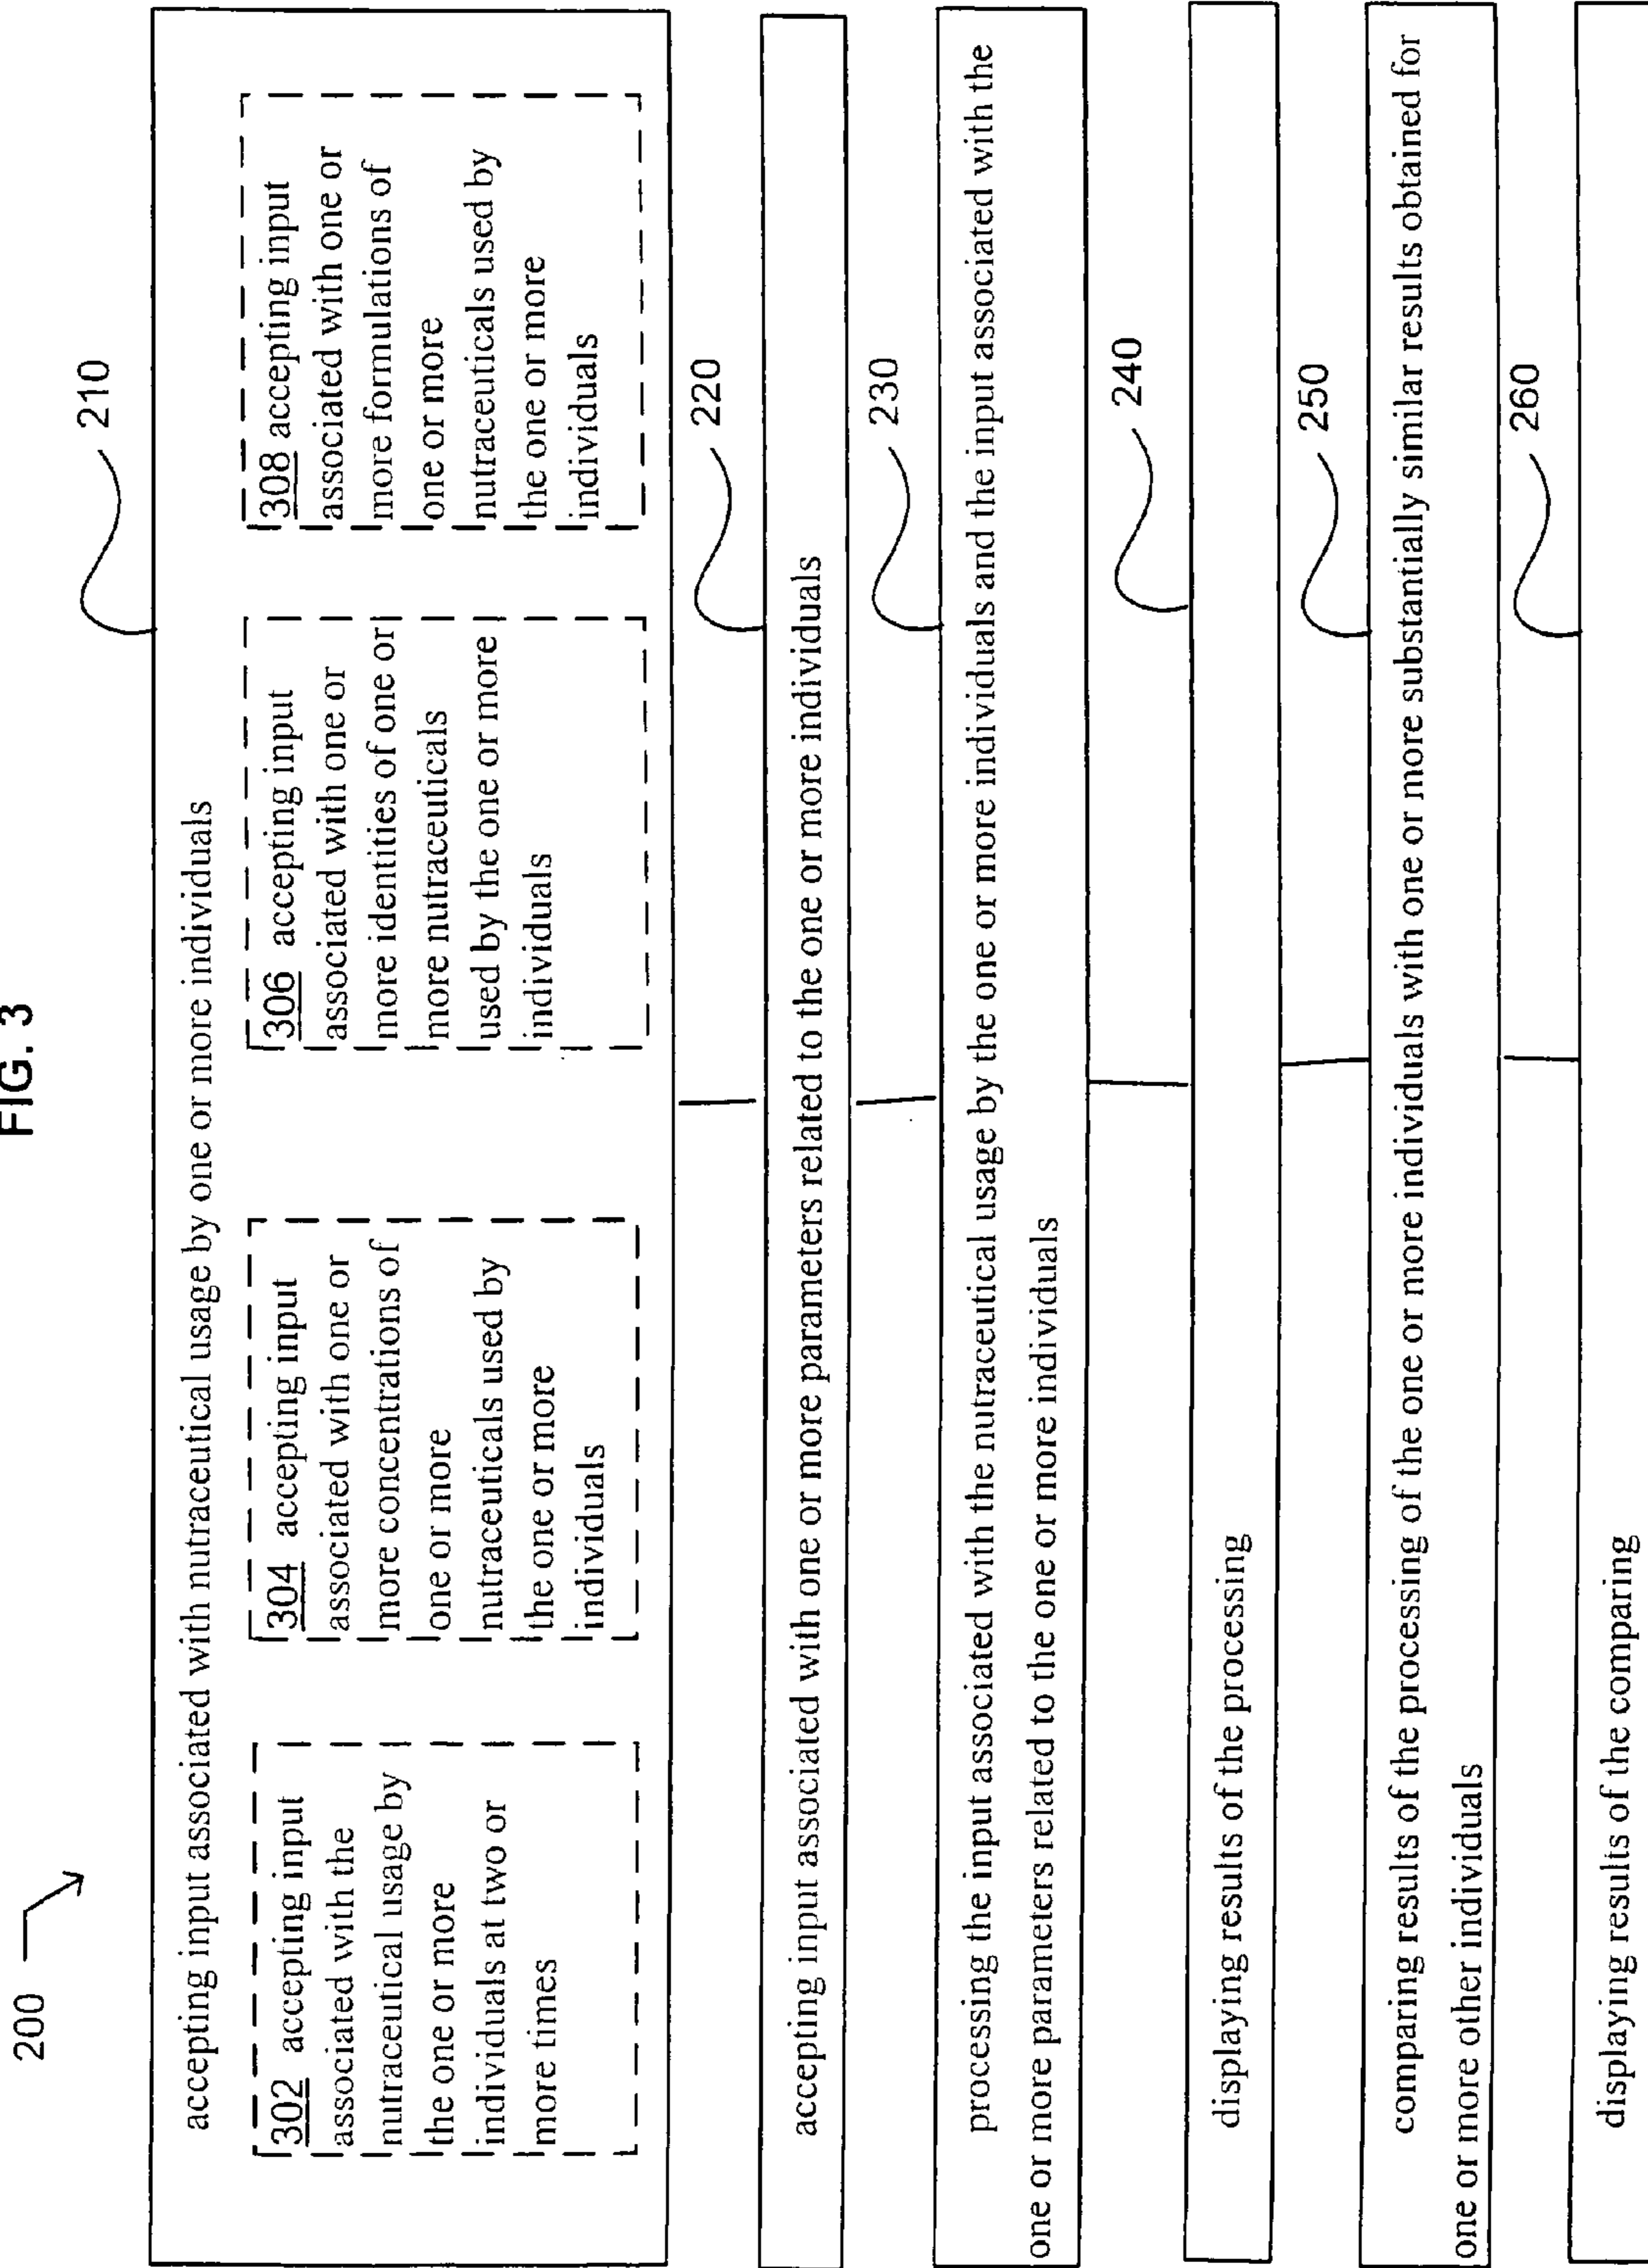 FIG. 3
200
210
accepting input associated with nutraceutical usage by one or more individuals
302 accepting input
associated with the
nutraceutical usage by
the one or more
individuals at two or
more times
304 accepting input
associated with one or
more concentrations of
one or more
nutraceuticals used by
the one or more
individuals
306 accepting input
associated with one or
more identities of one or
more nutraceuticals
used by the one or more
individuals
308 accepting input
associated with one or
more formulations of
one or more
nutraceuticals used by
the one or more
individuals
220
accepting input associated with one or more parameters related to the one or more individuals
230
processing the input associated with the nutraceutical usage by the one or more individuals and the input associated with the
one or more parameters related to the one or more individuals
240
displaying results of the processing
250
comparing results of the processing of the one or more individuals with one or more substantially similar results obtained for
one or more other individuals
260
displaying results of the comparing